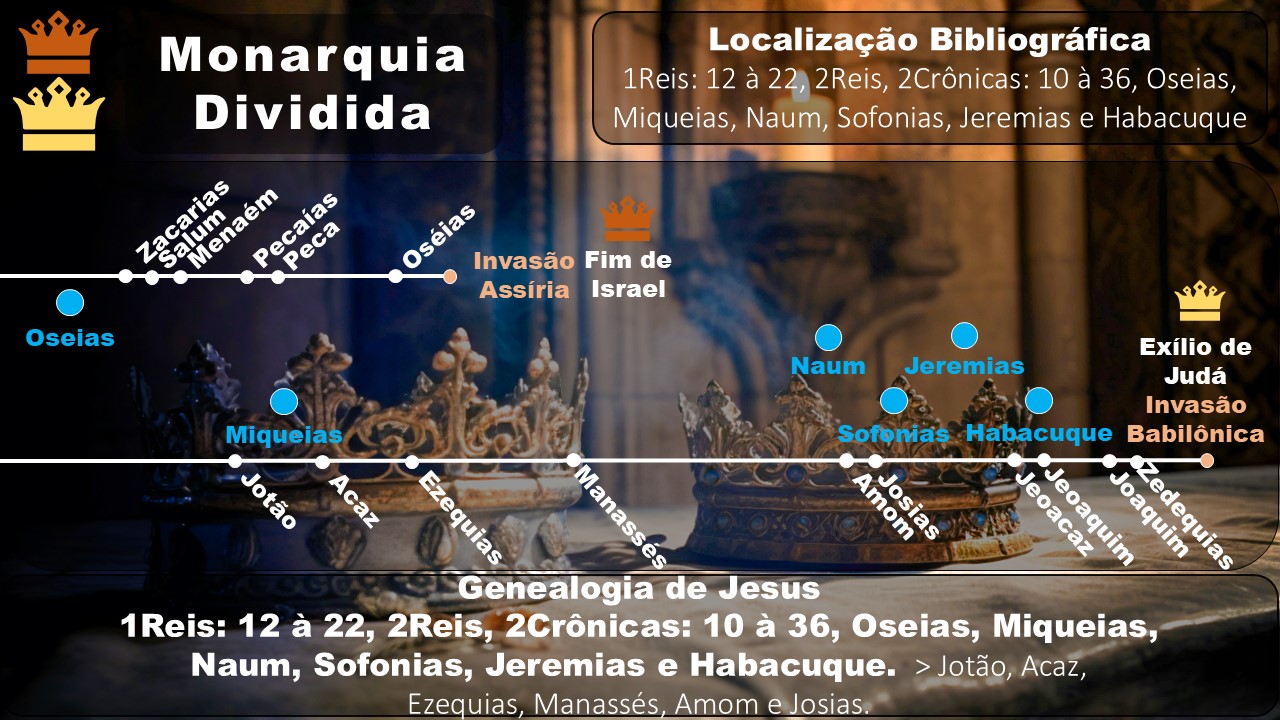 Monarquia
Dividida
Localização Bibliográfica
1Reis: 12 à 22, 2Reis, 2Crônicas: 10 à 36, Oseias,
Miqueias, Naum, Sofonias, Jeremias e Habacuque
Zacarias
Salum
Menaém
Pecaías
Peca
Oséias
Invasão
Assíria
Fim de
Israel
Oseias
Miqueias
Naum
Jeremias
Sofonias
Habacuque
Exílio de
Judá
Invasão
Babilônica
Jotão
Acaz
Ezequias
Manassés
Amom
Josias
Jeoacaz
Jeoaquim
Joaquim
Zedequias
Genealogia de Jesus
1Reis: 12 à 22, 2Reis, 2Crônicas: 10 à 36, Oseias, Miqueias,
Naum, Sofonias, Jeremias e Habacuque. > Jotão, Acaz,
Ezequias, Manassés, Amom e Josias.